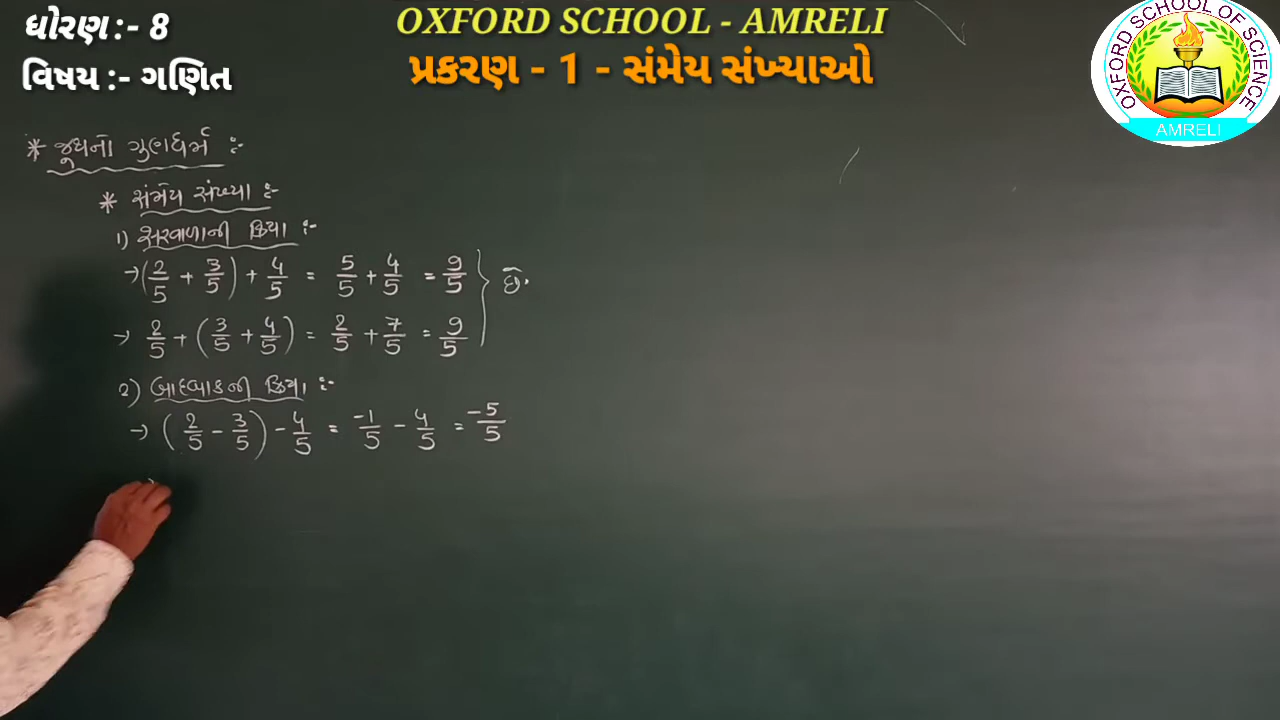 ધોરણ :- 8
OXFORD SCHOOL - AMRELI
વિષય :- ગણિત
પ્રકરણ - 1 - સંમેય સંખ્યાઓ
OXFORD SCHOOL OF SCIENCE
AMRELI
* જૂથનો ગુણધર્મ :-
* સંમેય સંખ્યા :-
1) સરવાળાની ક્રિયા :-
→ (2/5 + 3/5) + 4/5 = 5/5 + 4/5 = 9/5 } છે.
→ 2/5 + (3/5 + 4/5) = 2/5 + 7/5 = 9/5
2) બાદબાકની ક્રિયા :-
→ (2/5 - 3/5) - 4/5 = -1/5 - 4/5 = -5/5